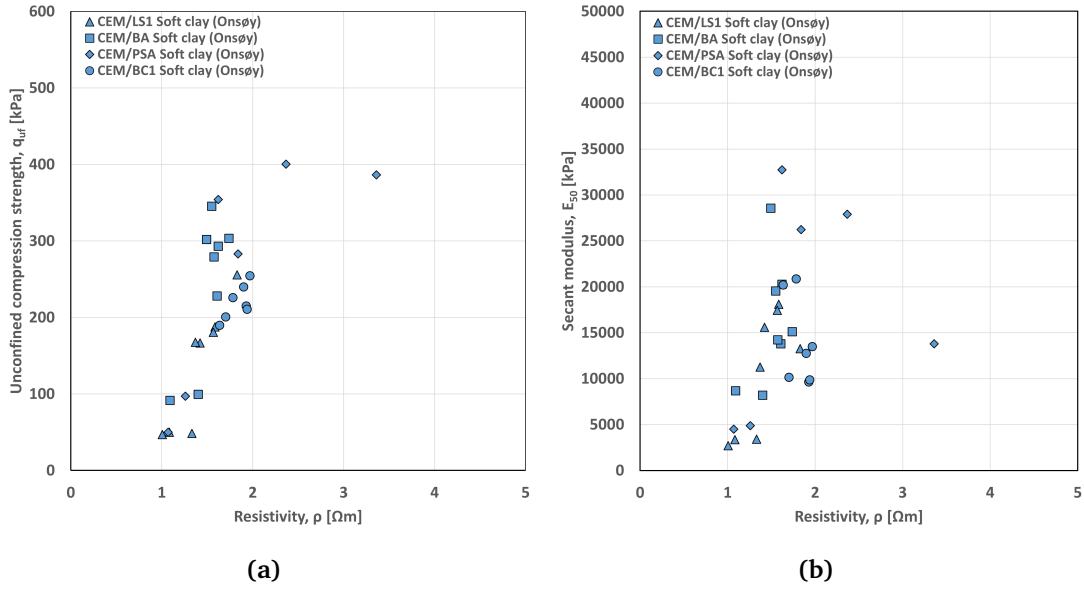 CEM/LS1 Soft clay (Onsøy)
CEM/BA Soft clay (Onsøy)
CEM/PSA Soft clay (Onsøy)
CEM/BC1 Soft clay (Onsøy)
600
500
400
300
200
100
0
Unconfined compression strength, q_uf [kPa]
0 1 2 3 4 5
Resistivity, ρ [Ωm]
(a)
CEM/LS1 Soft clay (Onsøy)
CEM/BA Soft clay (Onsøy)
CEM/PSA Soft clay (Onsøy)
CEM/BC1 Soft clay (Onsøy)
50000
45000
40000
35000
30000
25000
20000
15000
10000
5000
0
Secant modulus, E_50 [kPa]
0 1 2 3 4 5
Resistivity, ρ [Ωm]
(b)